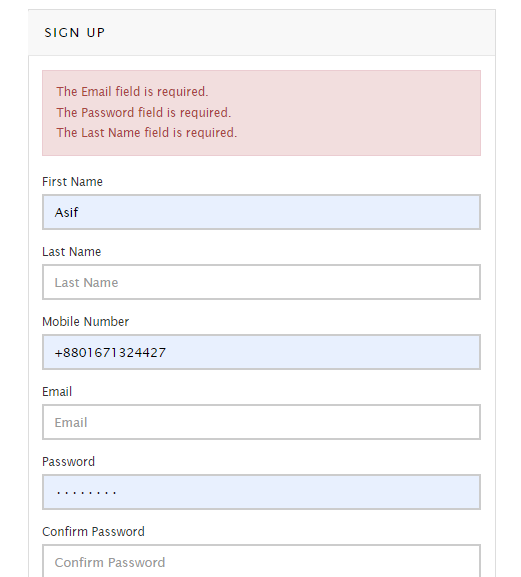 SIGN UP
The Email field is required.
The Password field is required.
The Last Name field is required.
First Name
Asif
Last Name
Last Name
Mobile Number
+8801671324427
Email
Email
Password
........
Confirm Password
Confirm Password